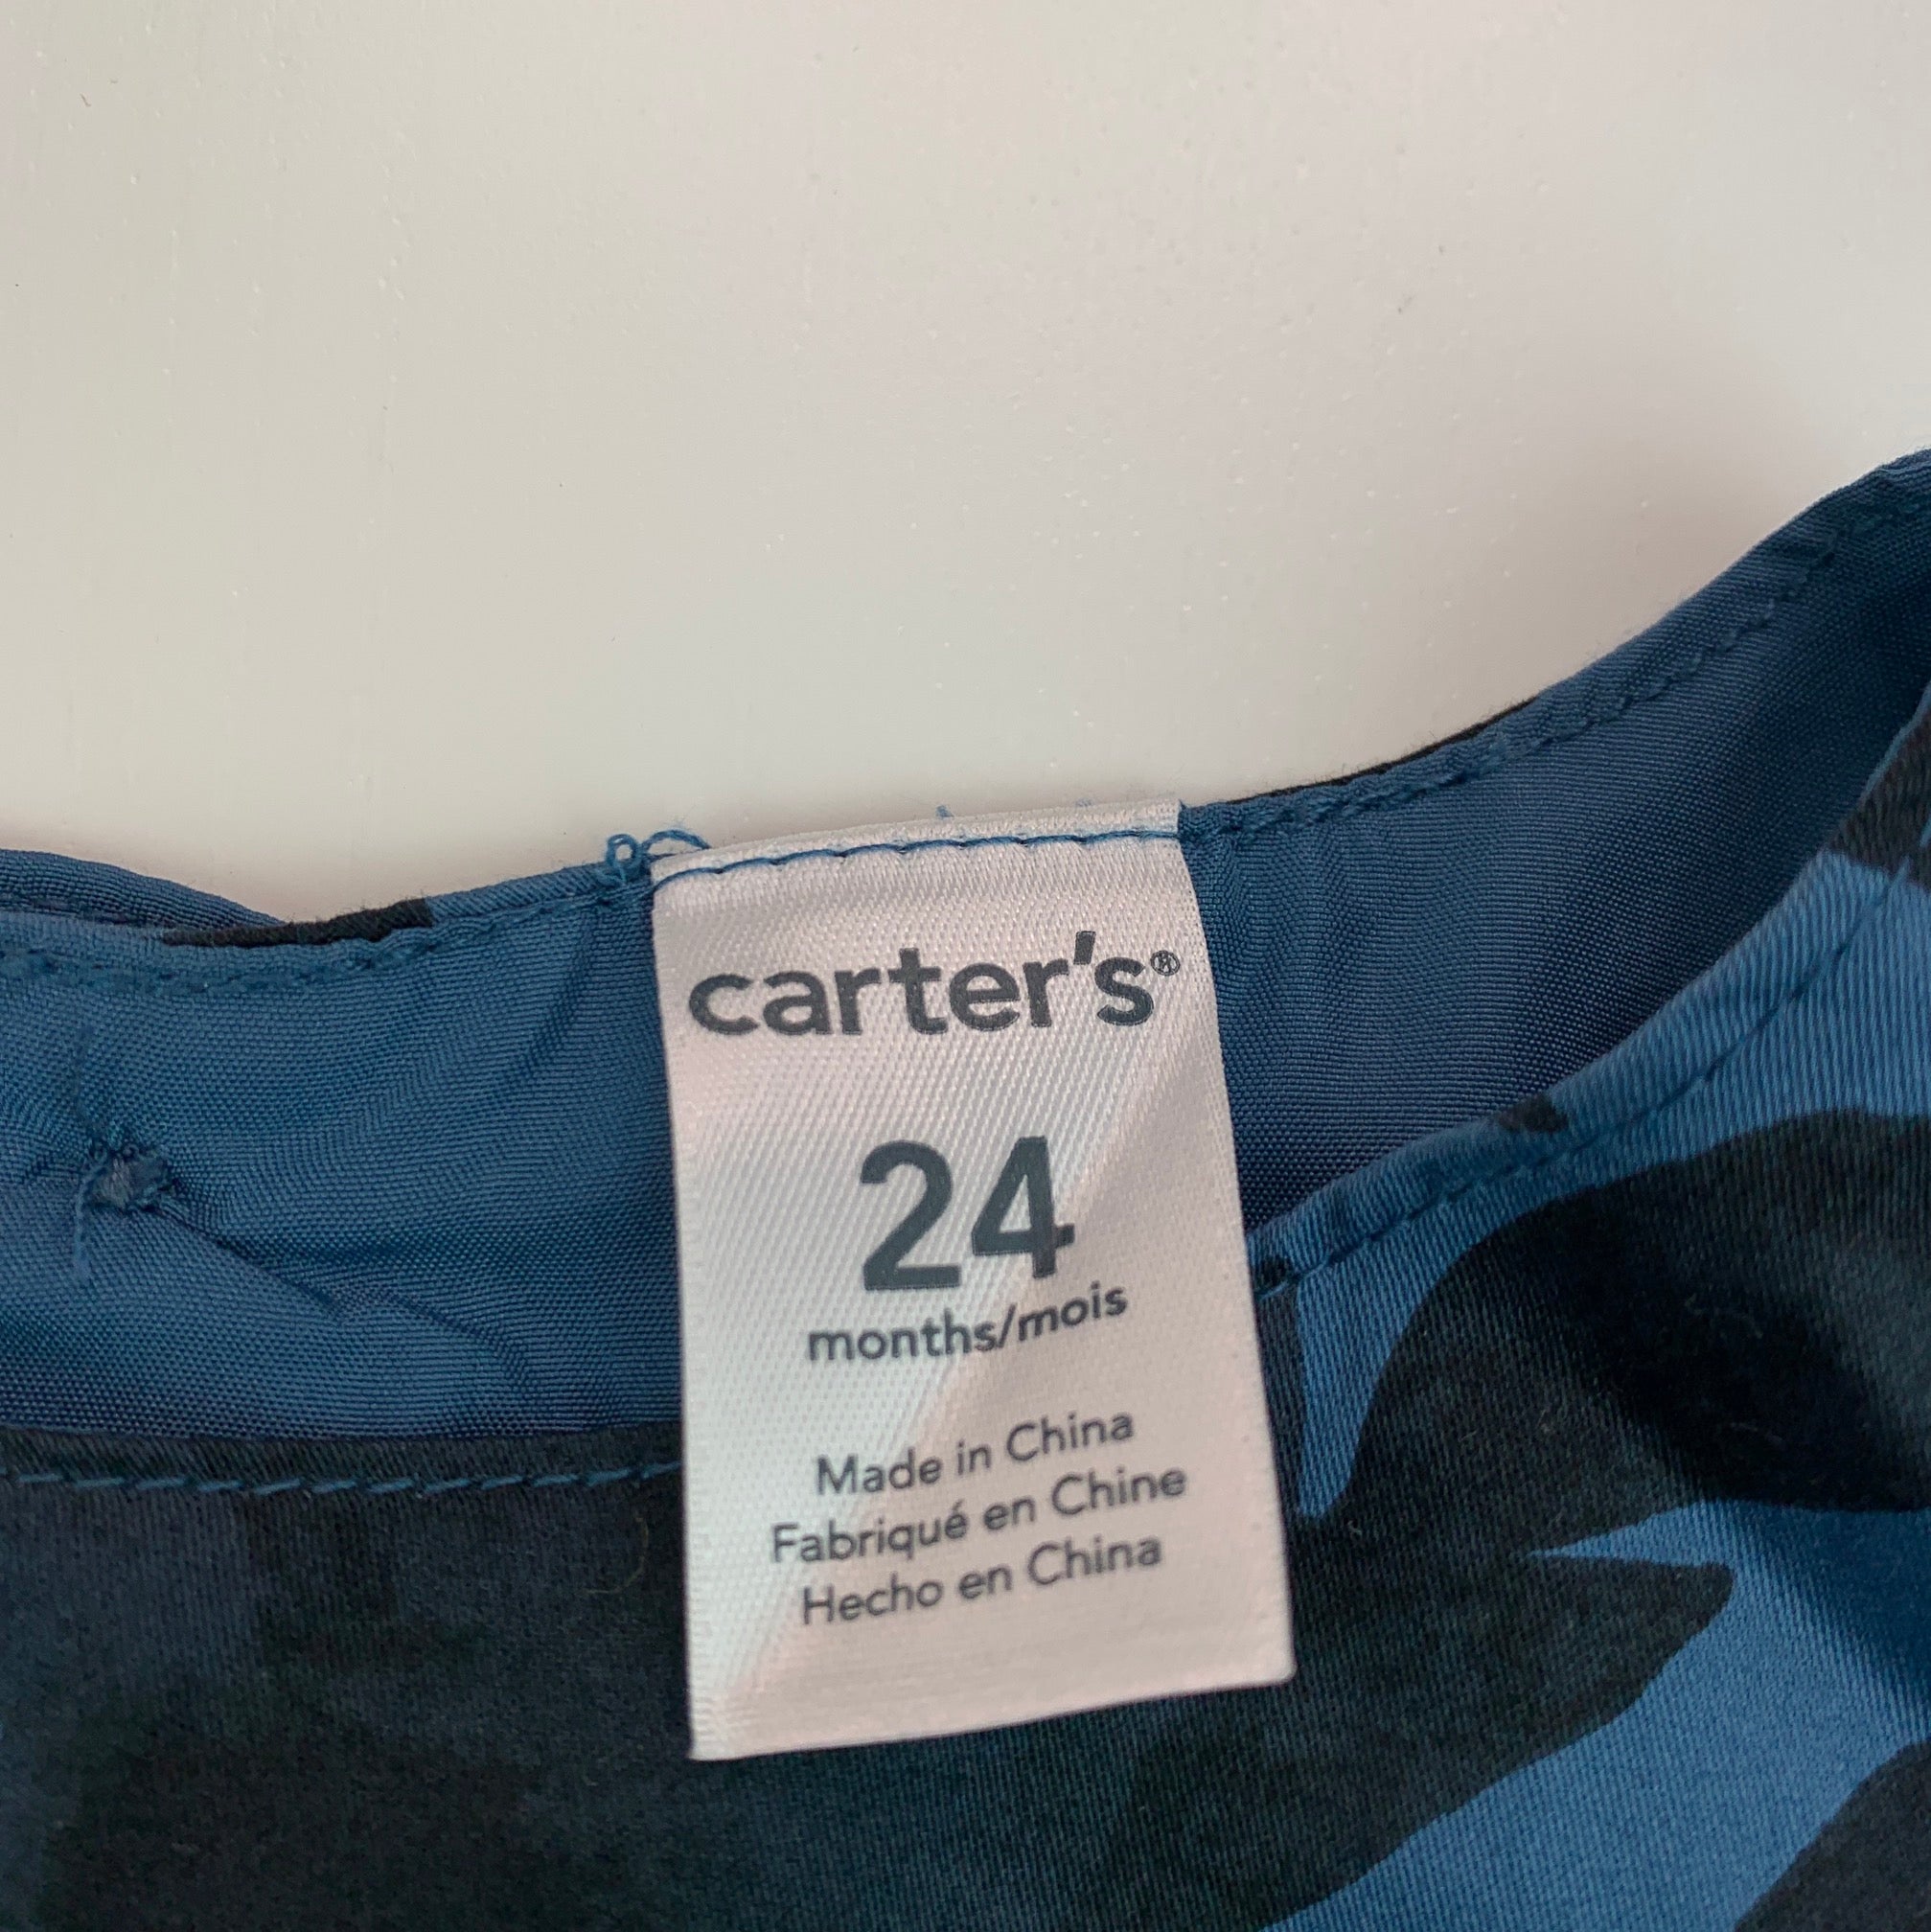 carter's®
24
months/mois
Made in China
Fabriqué en Chine
Hecho en China